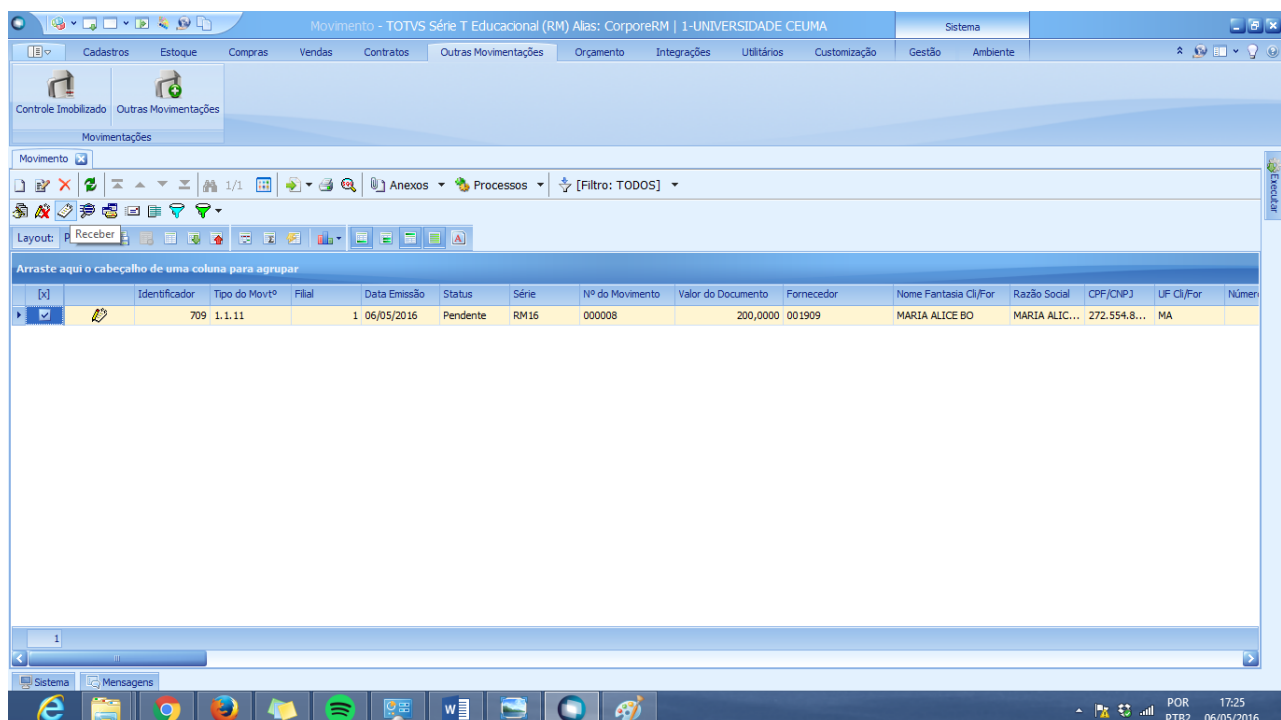 Movimento - TOTVS Série T Educacional (RM) Alias: CorporeRM | 1-UNIVERSIDADE CEUMA Sistema
Cadastros Estoque Compras Vendas Contratos Outras Movimentações Orçamento Integrações Utilitários Customização Gestão Ambiente
Controle Imobilizado Outras Movimentações
Movimentações
Movimento
Executar
1/1 Anexos Processos [Filtro: TODOS]
Layout: P Receber
Arraste aqui o cabeçalho de uma coluna para agrupar
[x] Identificador Tipo do Movtº Filial Data Emissão Status Série Nº do Movimento Valor do Documento Fornecedor Nome Fantasia Cli/For Razão Social CPF/CNPJ UF Cli/For Númer
709 1.1.11 1 06/05/2016 Pendente RM16 000008 200,0000 001909 MARIA ALICE BO MARIA ALIC... 272.554.8... MA
1
Sistema Mensagens
POR 17:25
PTB2 06/05/2016